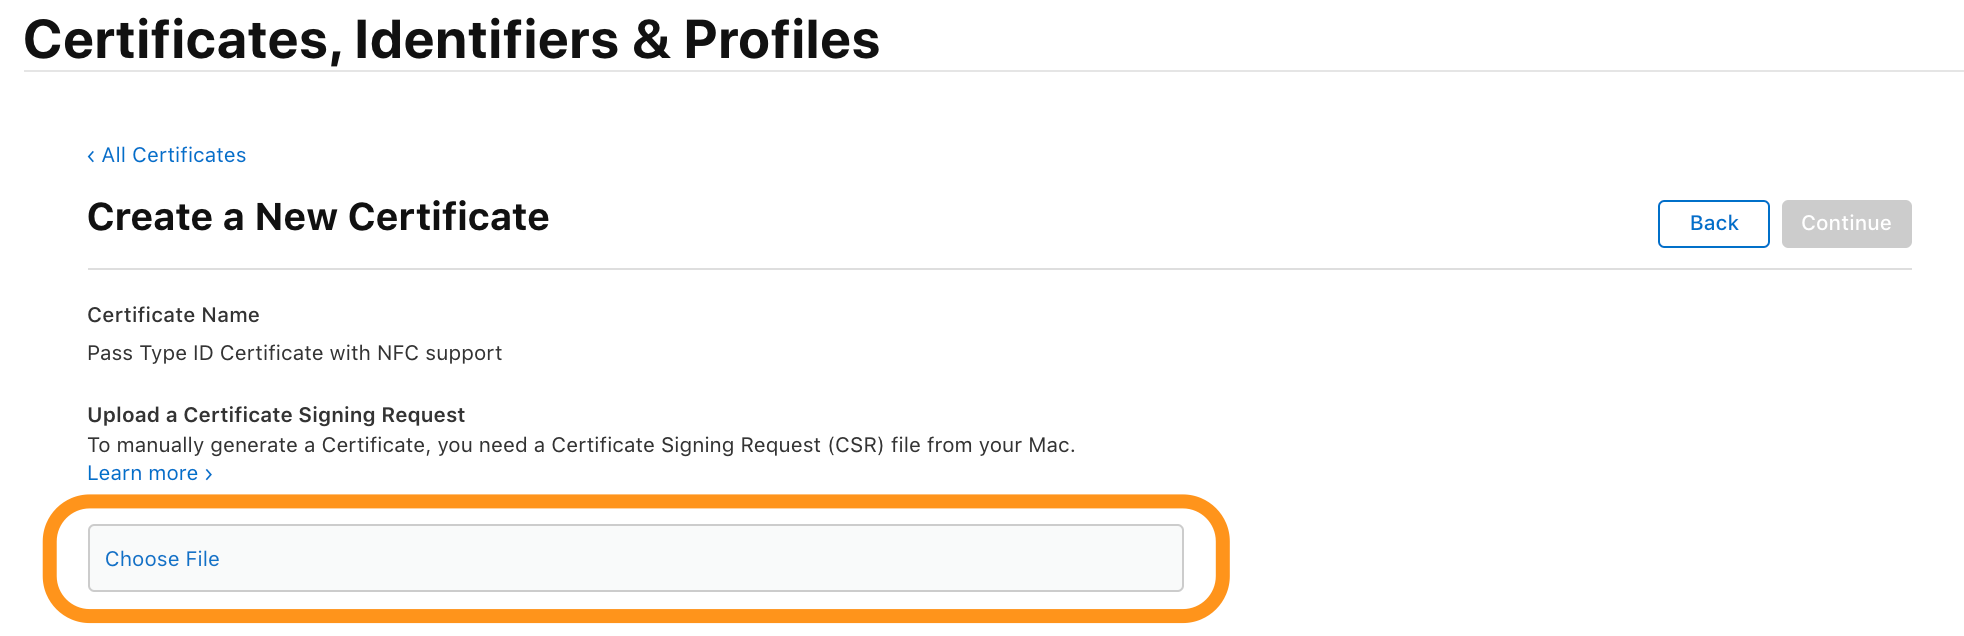 Certificates, Identifiers & Profiles
‹ All Certificates
Create a New Certificate
Back
Continue
Certificate Name
Pass Type ID Certificate with NFC support
Upload a Certificate Signing Request
To manually generate a Certificate, you need a Certificate Signing Request (CSR) file from your Mac.
Learn more ›
Choose File